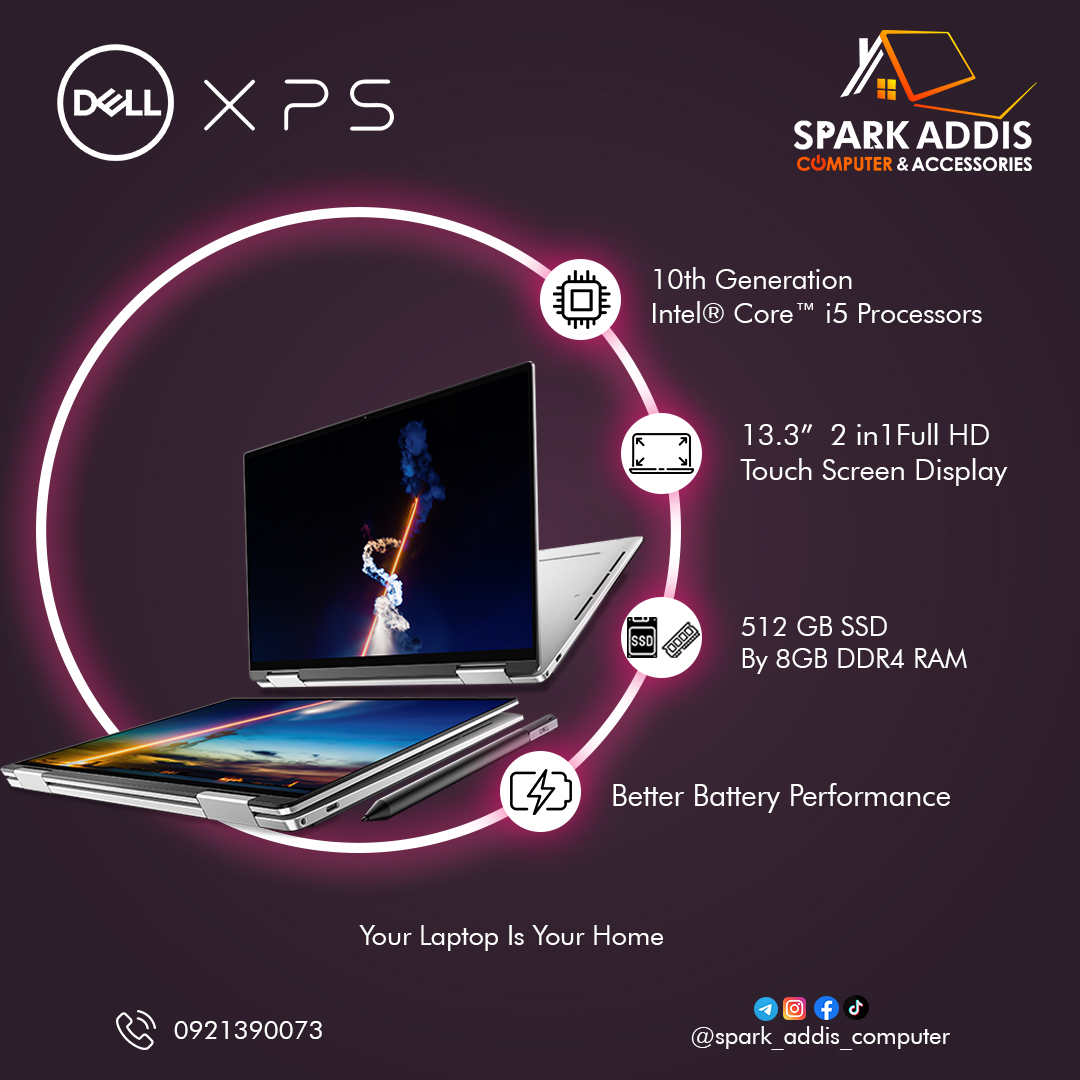 DELL XPS
SPARK ADDIS
COMPUTER & ACCESSORIES
10th Generation
Intel® Core™ i5 Processors
13.3” 2 in1Full HD
Touch Screen Display
SSD
512 GB SSD
By 8GB DDR4 RAM
Better Battery Performance
Your Laptop Is Your Home
0921390073
@spark_addis_computer